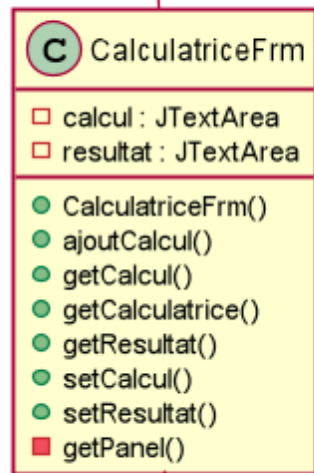 C CalculatriceFrm
calcul : JTextArea
resultat : JTextArea
CalculatriceFrm()
ajoutCalcul()
getCalcul()
getCalculatrice()
getResultat()
setCalcul()
setResultat()
getPanel()